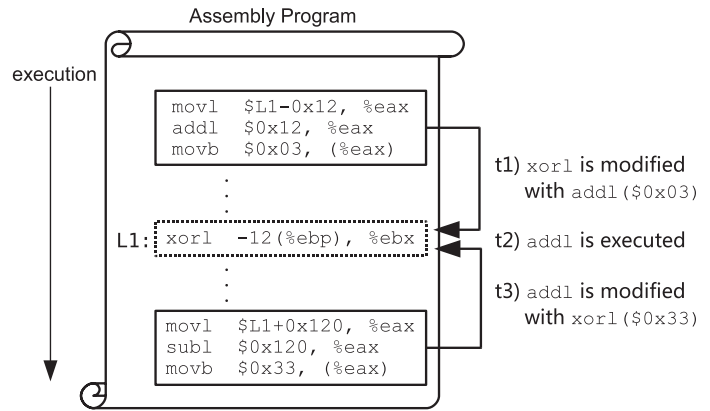 Assembly Program
execution
movl $L1-0x12, %eax
addl $0x12, %eax
movb $0x03, (%eax)
t1) xorl is modified
with addl ($0x03)
L1: xorl -12(%ebp), %ebx
t2) addl is executed
t3) addl is modified
with xorl ($0x33)
movl $L1+0x120, %eax
subl $0x120, %eax
movb $0x33, (%eax)